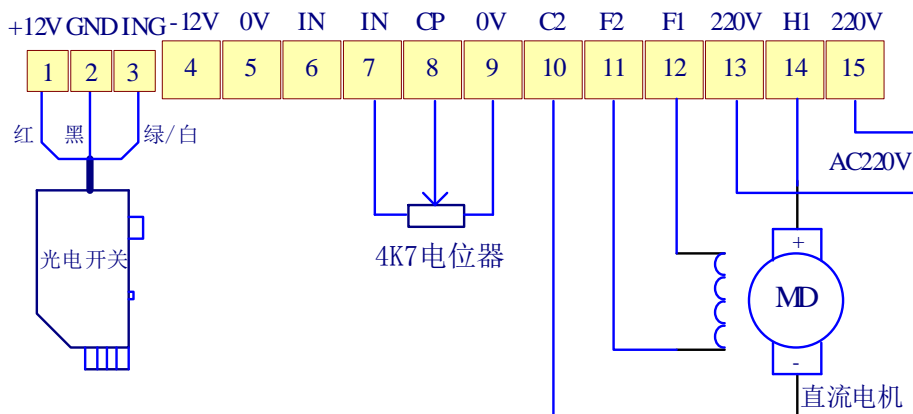 +12V GND ING -12V 0V IN IN CP 0V C2 F2 F1 220V H1 220V
1 2 3 4 5 6 7 8 9 10 11 12 13 14 15
红 黑 绿/白
AC220V
光电开关
4K7电位器
+
MD
-
直流电机